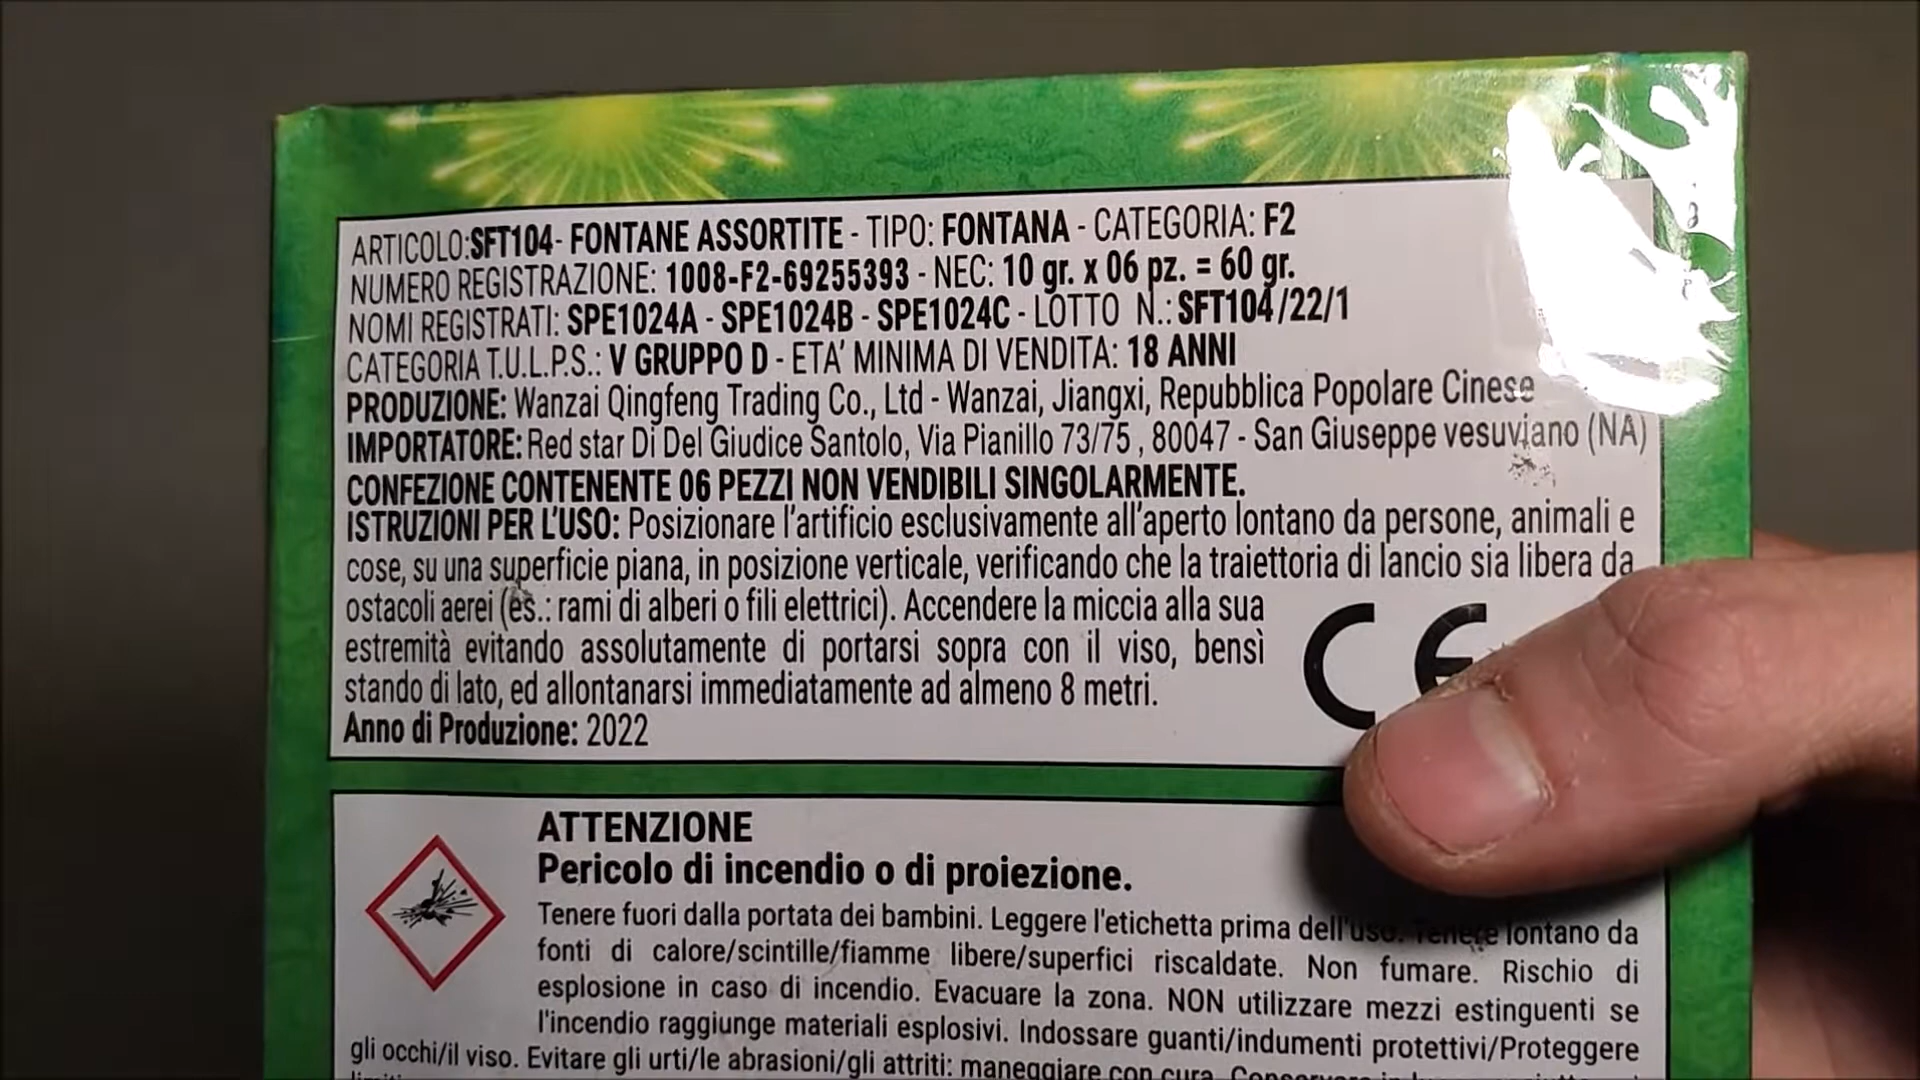 ARTICOLO:SFT104- FONTANE ASSORTITE - TIPO: FONTANA - CATEGORIA: F2
NUMERO REGISTRAZIONE: 1008-F2-69255393 - NEC: 10 gr. x 06 pz. = 60 gr.
NOMI REGISTRATI: SPE1024A - SPE1024B - SPE1024C - LOTTO N.: SFT104/22/1
CATEGORIA T.U.L.P.S.: V GRUPPO D - ETA' MINIMA DI VENDITA: 18 ANNI
PRODUZIONE: Wanzai Qingfeng Trading Co., Ltd - Wanzai, Jiangxi, Repubblica Popolare Cinese
IMPORTATORE: Red star Di Del Giudice Santolo, Via Pianillo 73/75 , 80047 - San Giuseppe vesuviano (NA)
CONFEZIONE CONTENENTE 06 PEZZI NON VENDIBILI SINGOLARMENTE.
ISTRUZIONI PER L'USO: Posizionare l'artificio esclusivamente all'aperto lontano da persone, animali e
cose, su una superficie piana, in posizione verticale, verificando che la traiettoria di lancio sia libera da
ostacoli aerei (es.: rami di alberi o fili elettrici). Accendere la miccia alla sua
estremità evitando assolutamente di portarsi sopra con il viso, bensì
stando di lato, ed allontanarsi immediatamente ad almeno 8 metri.
CE
Anno di Produzione: 2022
ATTENZIONE
Pericolo di incendio o di proiezione.
Tenere fuori dalla portata dei bambini. Leggere l'etichetta prima dell'uso. Tenere lontano da
fonti di calore/scintille/fiamme libere/superfici riscaldate. Non fumare. Rischio di
esplosione in caso di incendio. Evacuare la zona. NON utilizzare mezzi estinguenti se
l'incendio raggiunge materiali esplosivi. Indossare guanti/indumenti protettivi/Proteggere
gli occhi/il viso. Evitare gli urti/le abrasioni/gli attriti: maneggiare con cura.